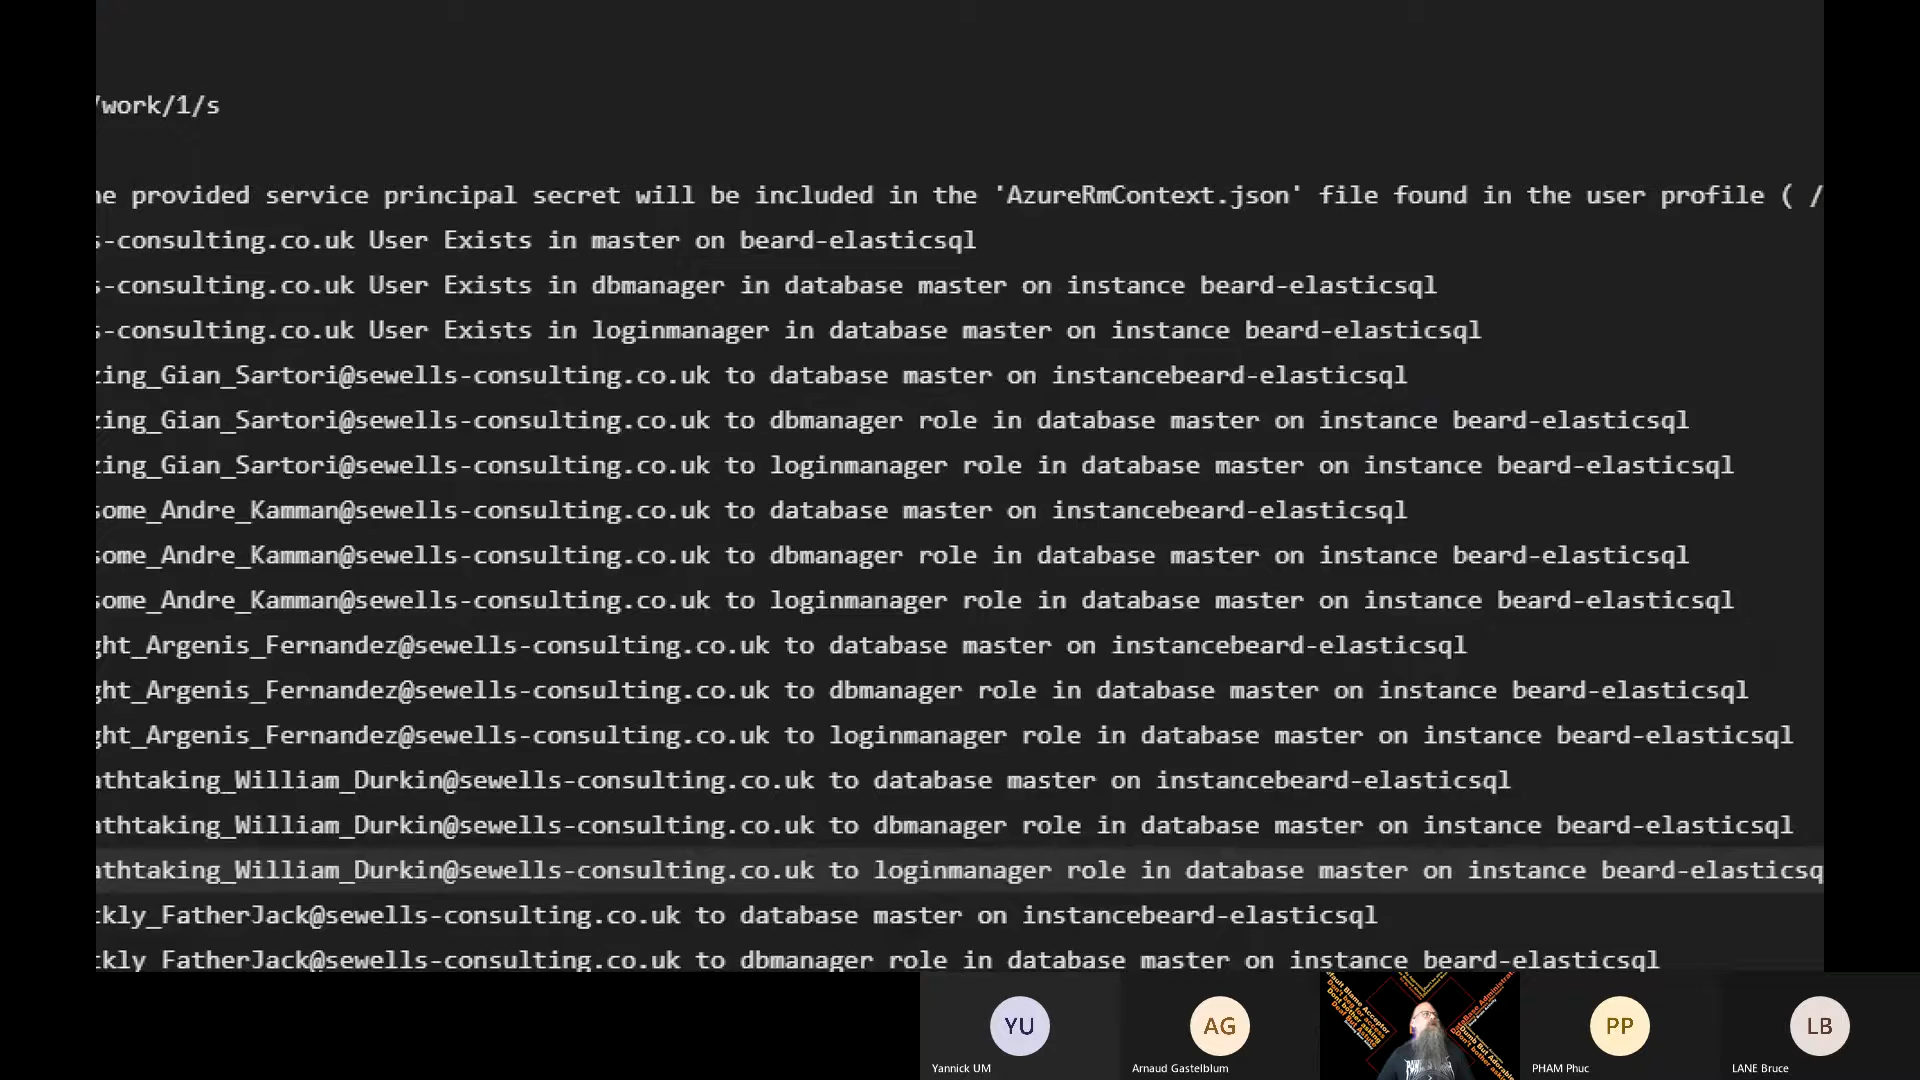 /work/1/s
he provided service principal secret will be included in the 'AzureRmContext.json' file found in the user profile ( /
s-consulting.co.uk User Exists in master on beard-elasticsql
s-consulting.co.uk User Exists in dbmanager in database master on instance beard-elasticsql
s-consulting.co.uk User Exists in loginmanager in database master on instance beard-elasticsql
zing_Gian_Sartori@sewells-consulting.co.uk to database master on instancebeard-elasticsql
zing_Gian_Sartori@sewells-consulting.co.uk to dbmanager role in database master on instance beard-elasticsql
zing_Gian_Sartori@sewells-consulting.co.uk to loginmanager role in database master on instance beard-elasticsql
some_Andre_Kamman@sewells-consulting.co.uk to database master on instancebeard-elasticsql
some_Andre_Kamman@sewells-consulting.co.uk to dbmanager role in database master on instance beard-elasticsql
some_Andre_Kamman@sewells-consulting.co.uk to loginmanager role in database master on instance beard-elasticsql
ght_Argenis_Fernandez@sewells-consulting.co.uk to database master on instancebeard-elasticsql
ght_Argenis_Fernandez@sewells-consulting.co.uk to dbmanager role in database master on instance beard-elasticsql
ght_Argenis_Fernandez@sewells-consulting.co.uk to loginmanager role in database master on instance beard-elasticsql
athtaking_William_Durkin@sewells-consulting.co.uk to database master on instancebeard-elasticsql
athtaking_William_Durkin@sewells-consulting.co.uk to dbmanager role in database master on instance beard-elasticsql
athtaking_William_Durkin@sewells-consulting.co.uk to loginmanager role in database master on instance beard-elasticsq
ckly_FatherJack@sewells-consulting.co.uk to database master on instancebeard-elasticsql
ckly_FatherJack@sewells-consulting.co.uk to dbmanager role in database master on instance beard-elasticsql
YU
AG
PP
LB
Yannick UM
Arnaud Gastelblum
PHAM Phuc
LANE Bruce